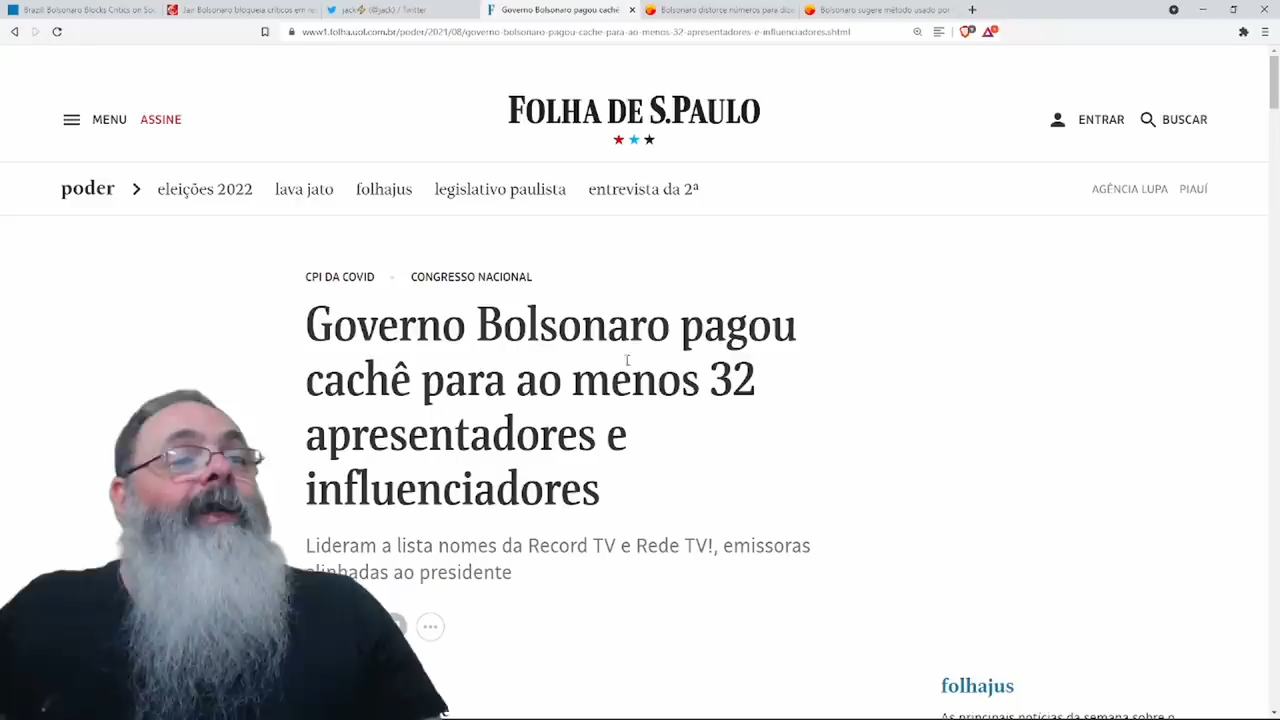 Brazil: Bolsonaro Blocks Critics on Soc
Jair Bolsonaro bloqueia críticos em re
jack⚡ (@jack) / Twitter
Governo Bolsonaro pagou cachê
Bolsonaro distorce números para dize
Bolsonaro sugere método usado por
www1.folha.uol.com.br/poder/2021/08/governo-bolsonaro-pagou-cache-para-ao-menos-32-apresentadores-e-influenciadores.shtml
MENU ASSINE
FOLHA DE S.PAULO
ENTRAR BUSCAR
poder > eleições 2022 lava jato folhajus legislativo paulista entrevista da 2ª
AGÊNCIA LUPA PIAUÍ
CPI DA COVID CONGRESSO NACIONAL
Governo Bolsonaro pagou
cachê para ao menos 32
apresentadores e
influenciadores
Lideram a lista nomes da Record TV e Rede TV!, emissoras
alinhadas ao presidente
folhajus
As principais notícias da semana sobre o